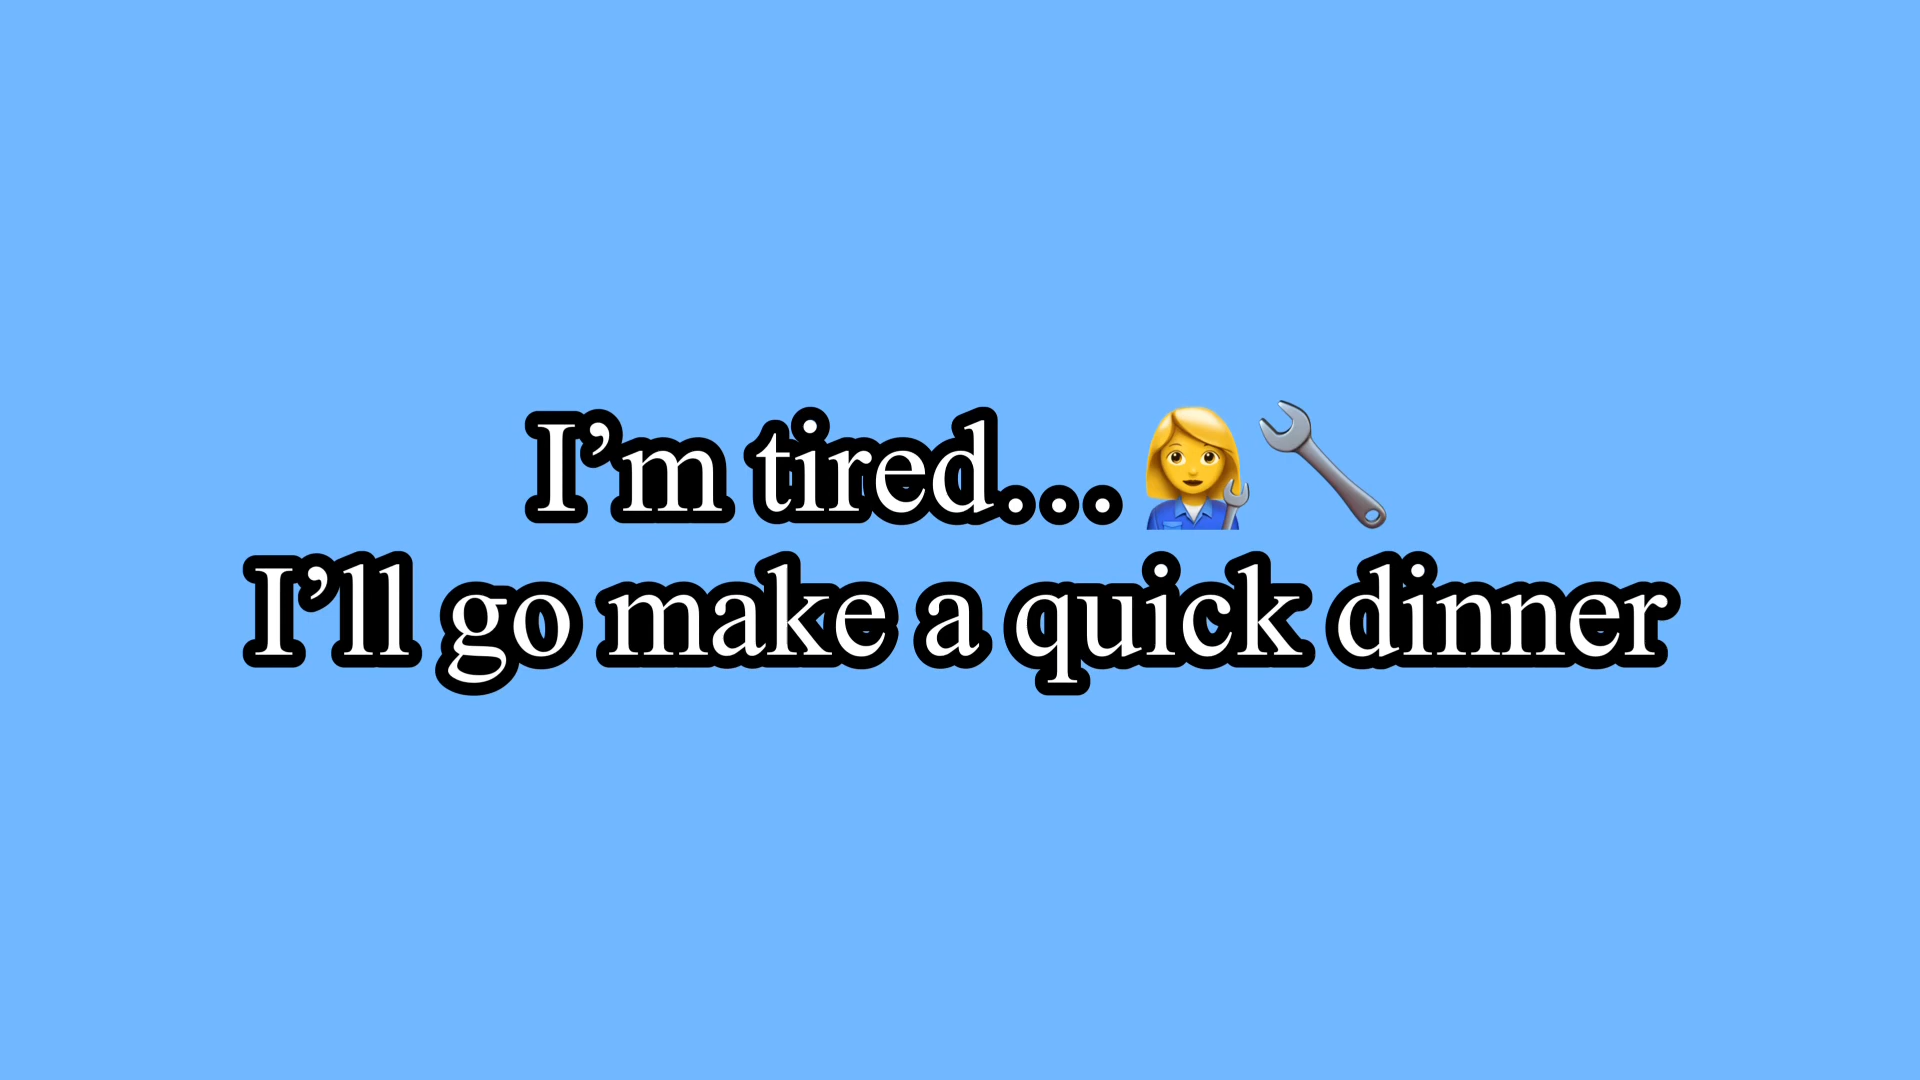 I’m tired...👩‍🔧🔧
I’ll go make a quick dinner